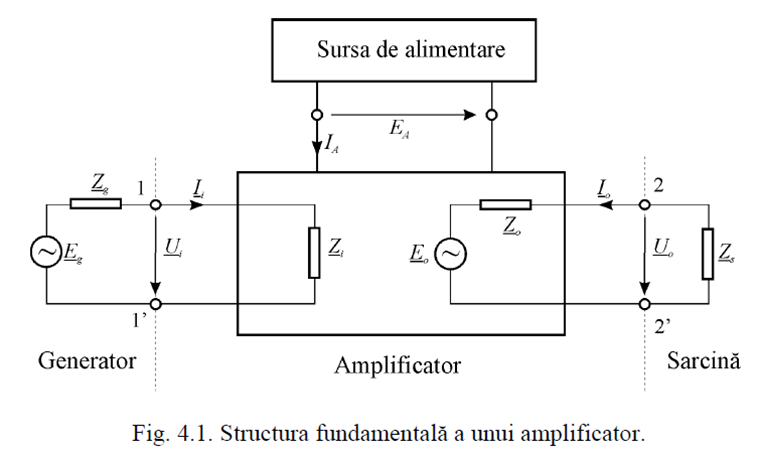 Sursa de alimentare
E_A
I_A
Z_g
1
I_i
I_o
2
Z_o
E_g
U_i
Z_i
E_o
U_o
Z_s
1’
2’
Generator
Amplificator
Sarcină
Fig. 4.1. Structura fundamentală a unui amplificator.